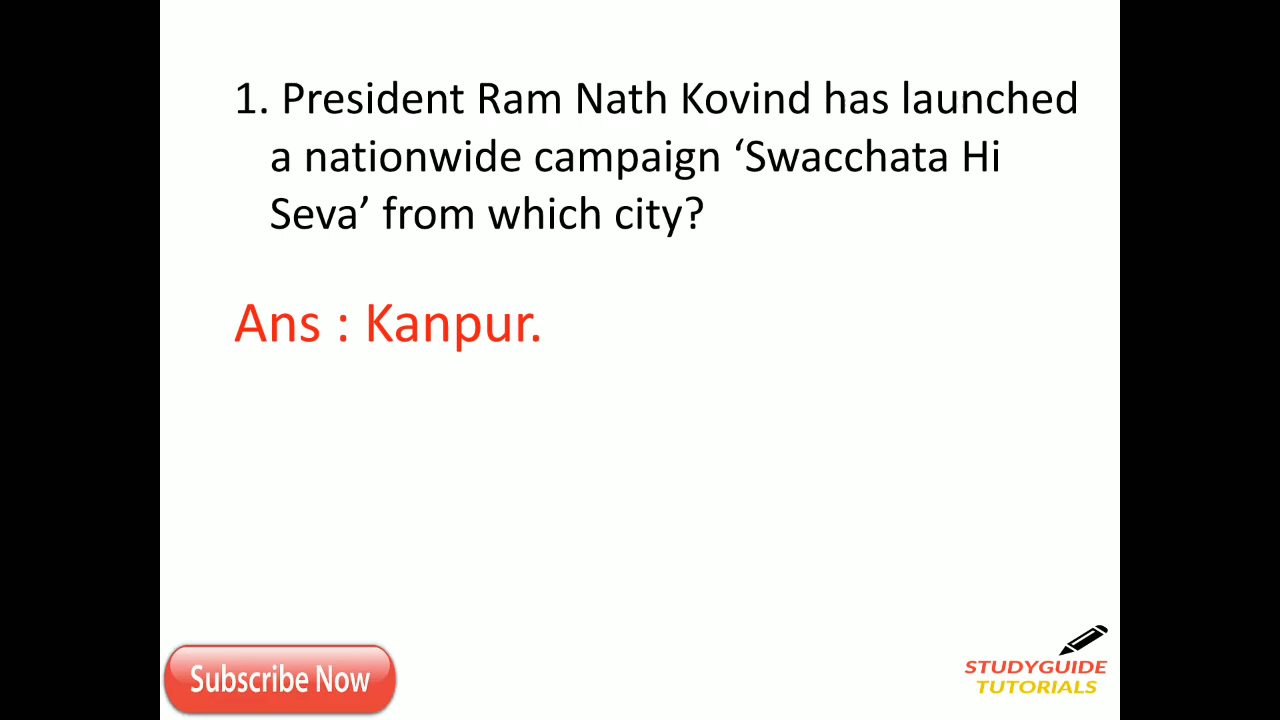 1. President Ram Nath Kovind has launched
a nationwide campaign ‘Swacchata Hi
Seva’ from which city?
Ans : Kanpur.
Subscribe Now
STUDYGUIDE
TUTORIALS